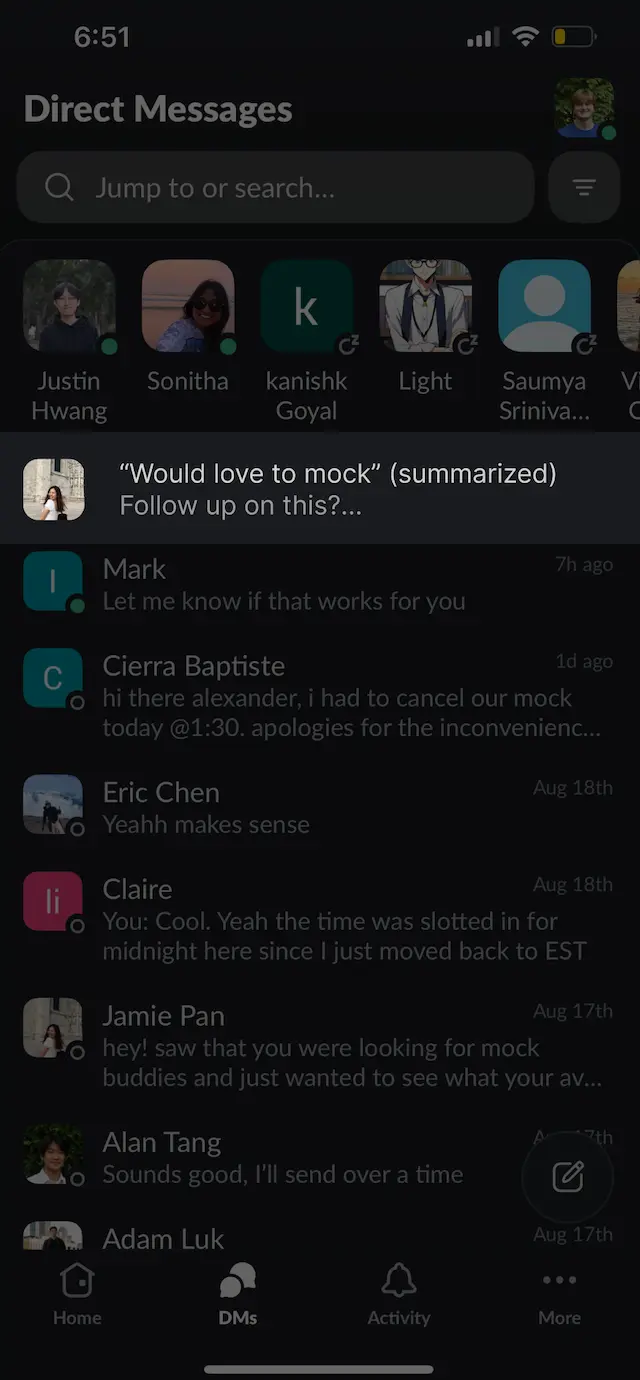 6:51
Direct Messages
Jump to or search...
Justin
Hwang
Sonitha
k
kanishk
Goyal
Light
Saumya
Sriniva...
“Would love to mock” (summarized)
Follow up on this?...
I
Mark
7h ago
Let me know if that works for you
C
Cierra Baptiste
1d ago
hi there alexander, i had to cancel our mock
today @1:30. apologies for the inconvenienc...
Eric Chen
Aug 18th
Yeahh makes sense
li
Claire
Aug 18th
You: Cool. Yeah the time was slotted in for
midnight here since I just moved back to EST
Jamie Pan
Aug 17th
hey! saw that you were looking for mock
buddies and just wanted to see what your av...
Alan Tang
Sounds good, I’ll send over a time
Adam Luk
Aug 17th
Home
DMs
Activity
More